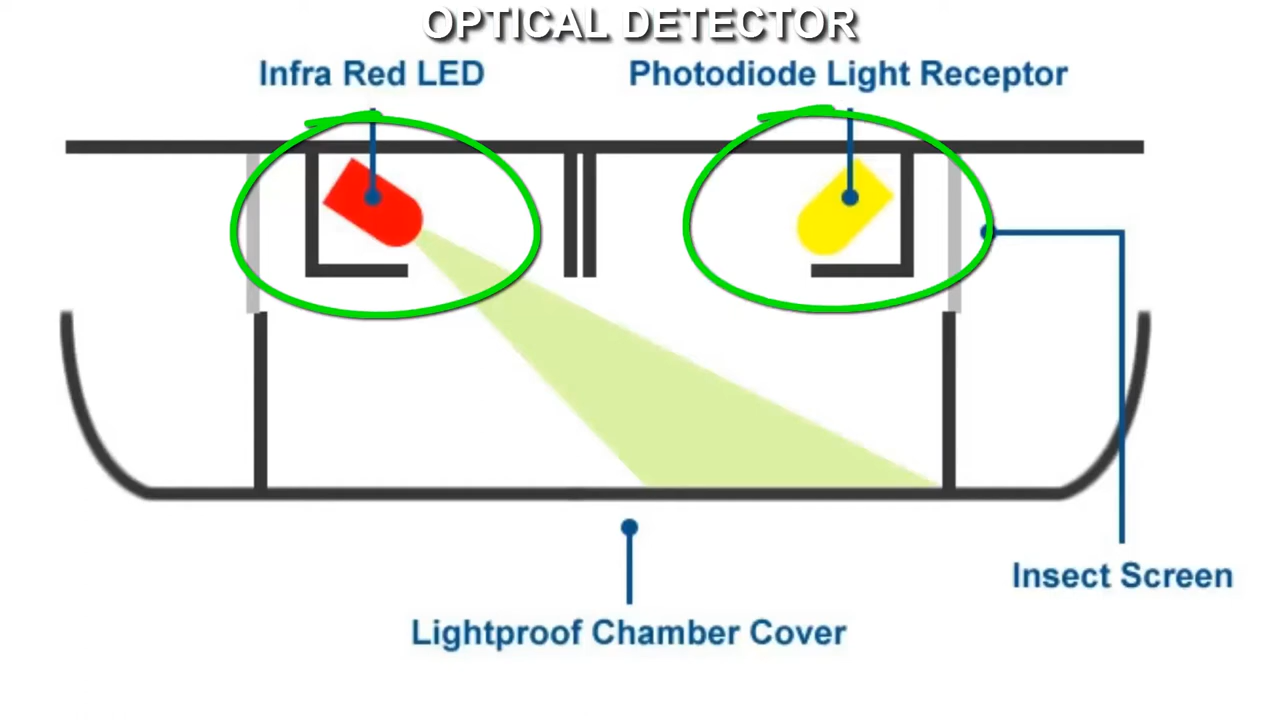 OPTICAL DETECTOR
Infra Red LED
Photodiode Light Receptor
Insect Screen
Lightproof Chamber Cover